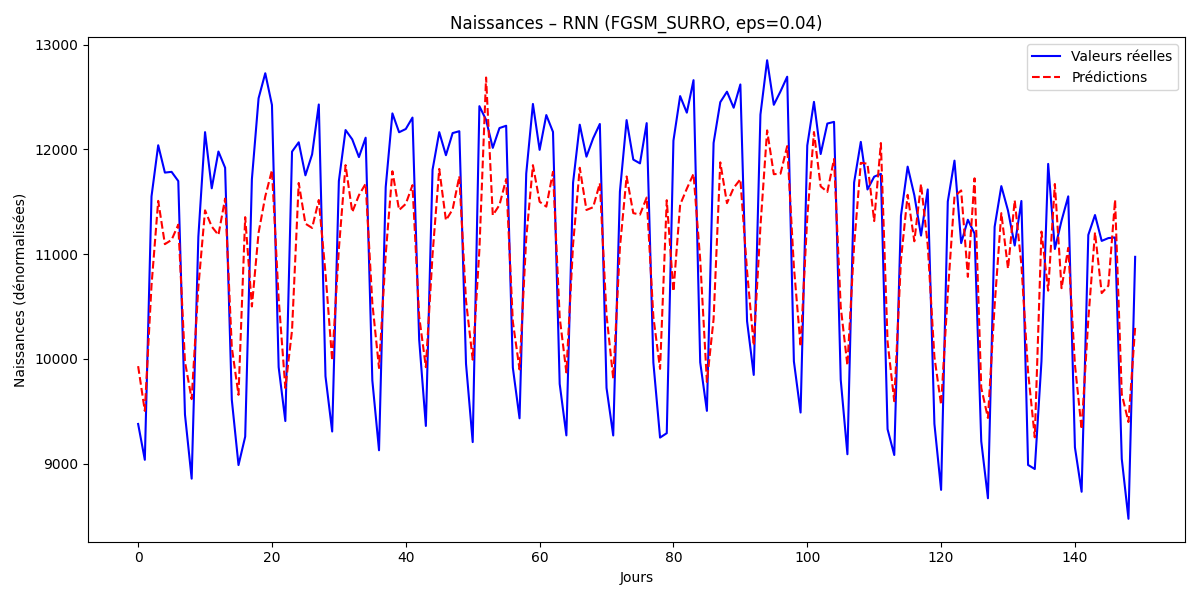 Naissances – RNN (FGSM_SURRO, eps=0.04)
Valeurs réelles
Prédictions
Naissances (dénormalisées)
13000
12000
11000
10000
9000
0 20 40 60 80 100 120 140
Jours